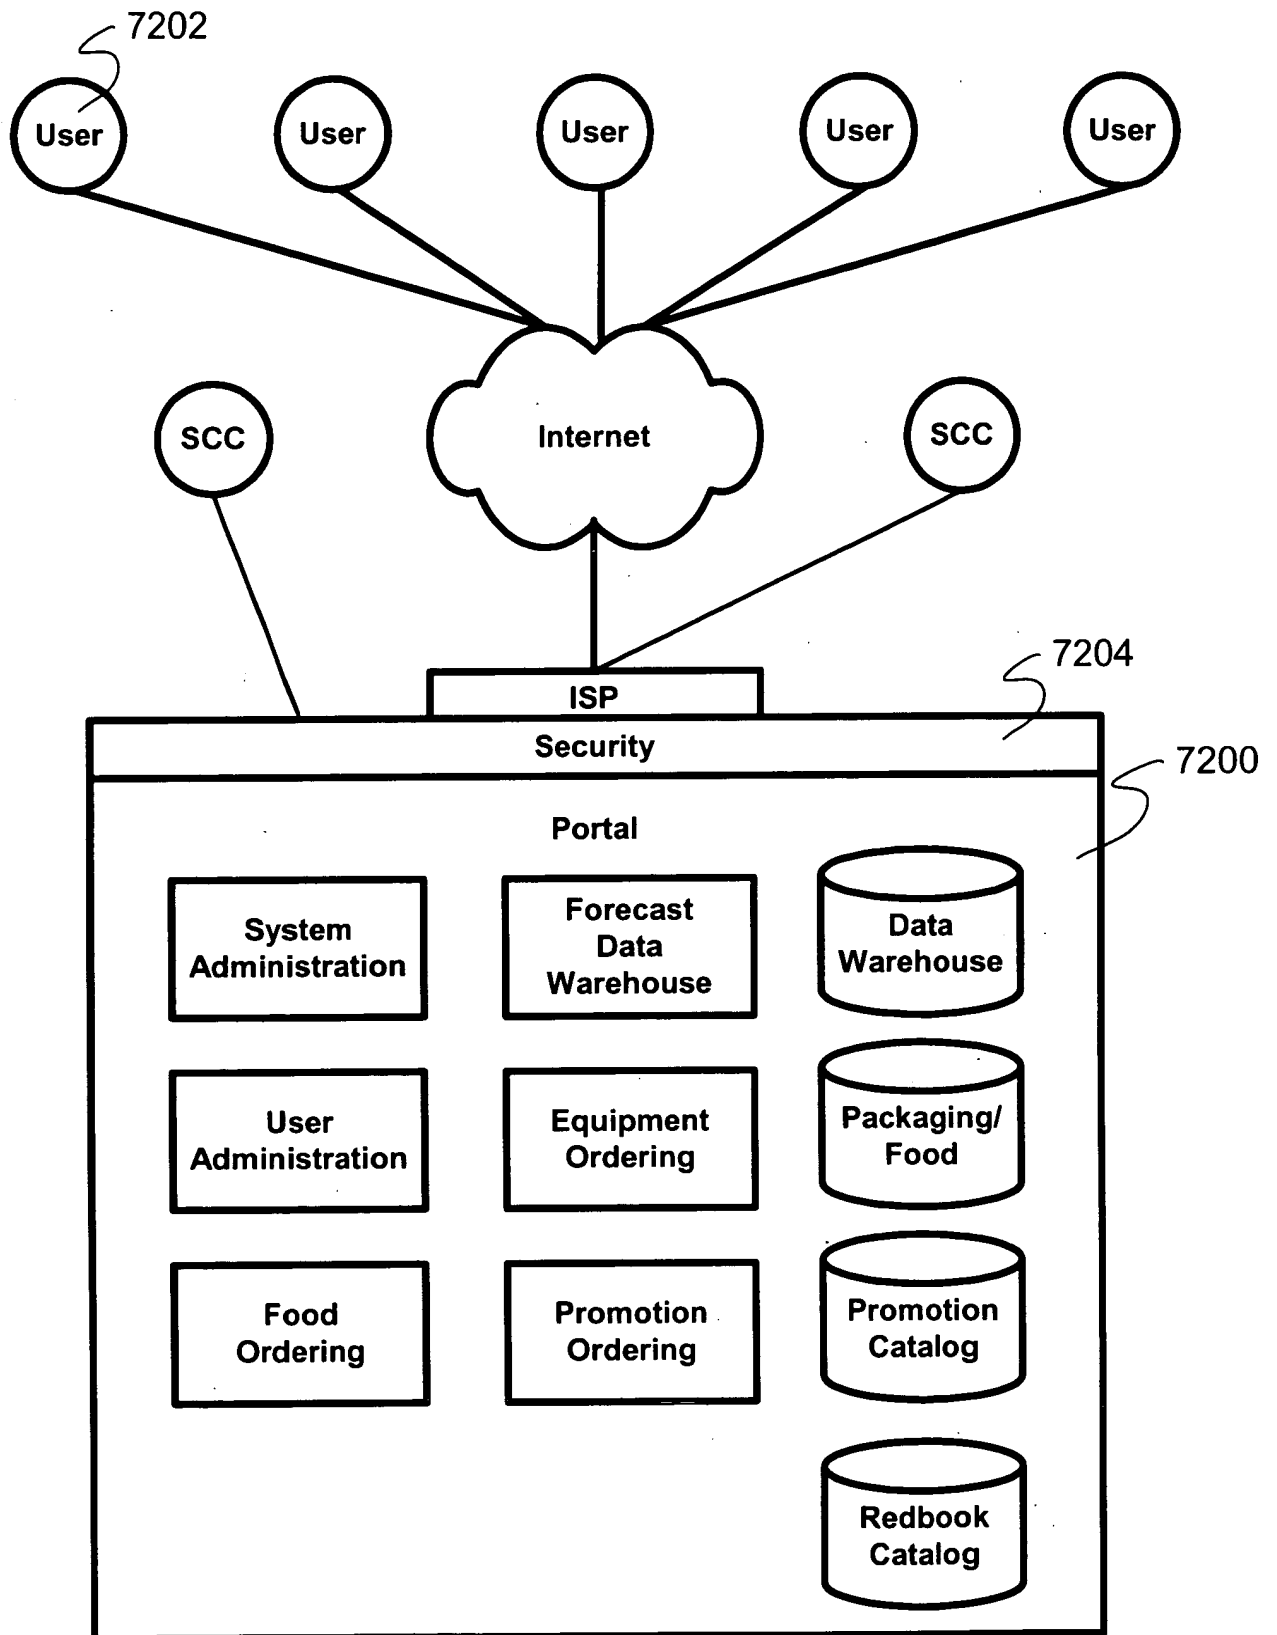 7202
User
User
User
User
User
SCC
Internet
SCC
7204
ISP
Security
7200
Portal
System
Administration
Forecast
Data
Warehouse
Data
Warehouse
User
Administration
Equipment
Ordering
Packaging/
Food
Food
Ordering
Promotion
Ordering
Promotion
Catalog
Redbook
Catalog